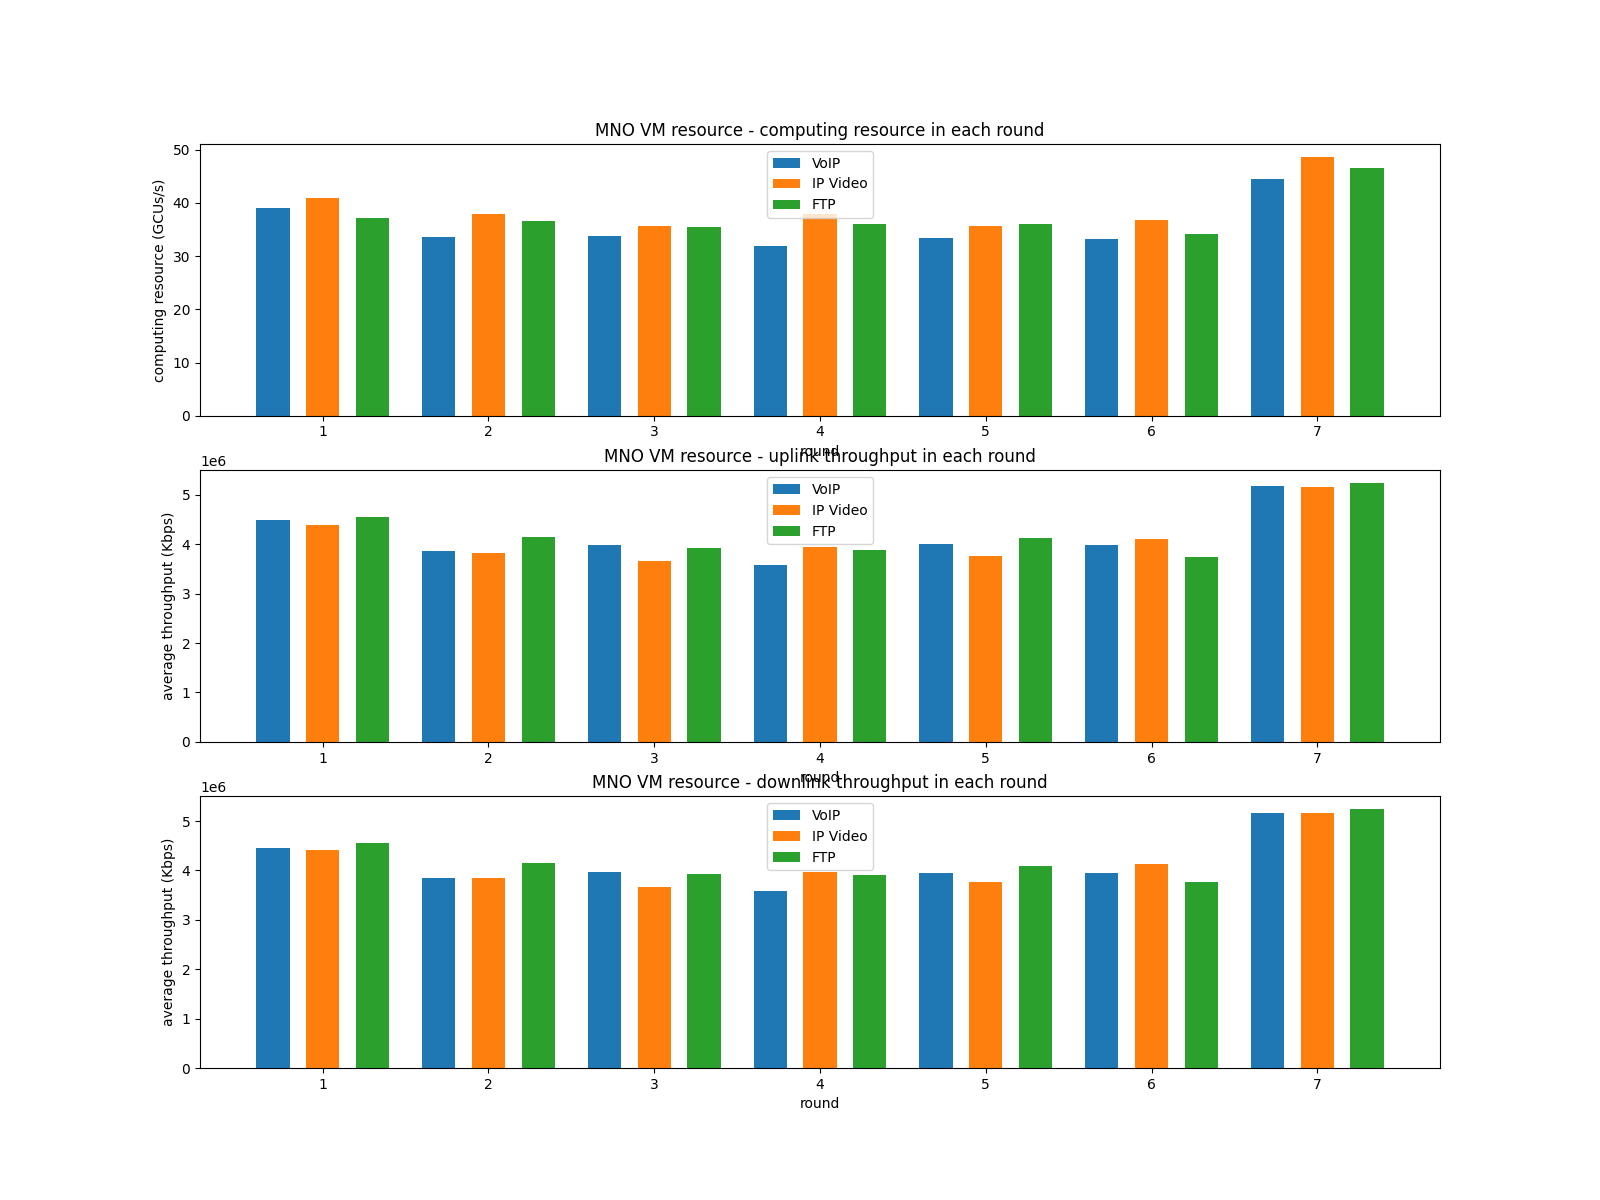 MNO VM resource - computing resource in each round
computing resource (GCUs/s)
50
40
30
20
10
0
VoIP
IP Video
FTP
1 2 3 4 5 6 7
round
MNO VM resource - uplink throughput in each round
1e6
average throughput (Kbps)
5
4
3
2
1
0
VoIP
IP Video
FTP
1 2 3 4 5 6 7
round
MNO VM resource - downlink throughput in each round
1e6
average throughput (Kbps)
5
4
3
2
1
0
VoIP
IP Video
FTP
1 2 3 4 5 6 7
round